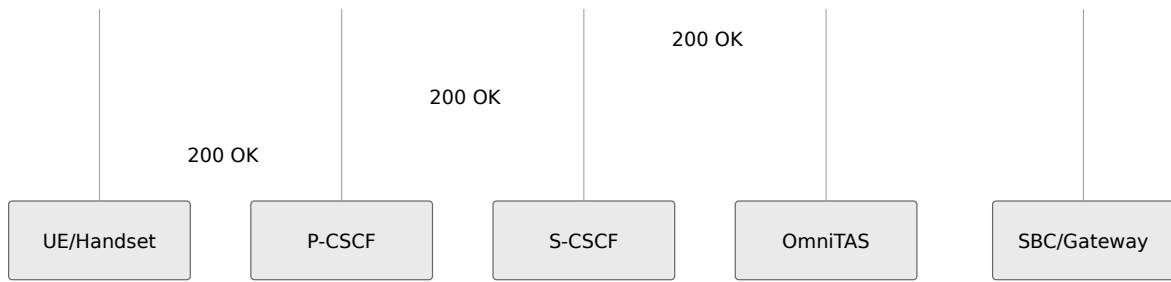 200 OK
200 OK
200 OK
UE/Handset
P-CSCF
S-CSCF
OmniTAS
SBC/Gateway